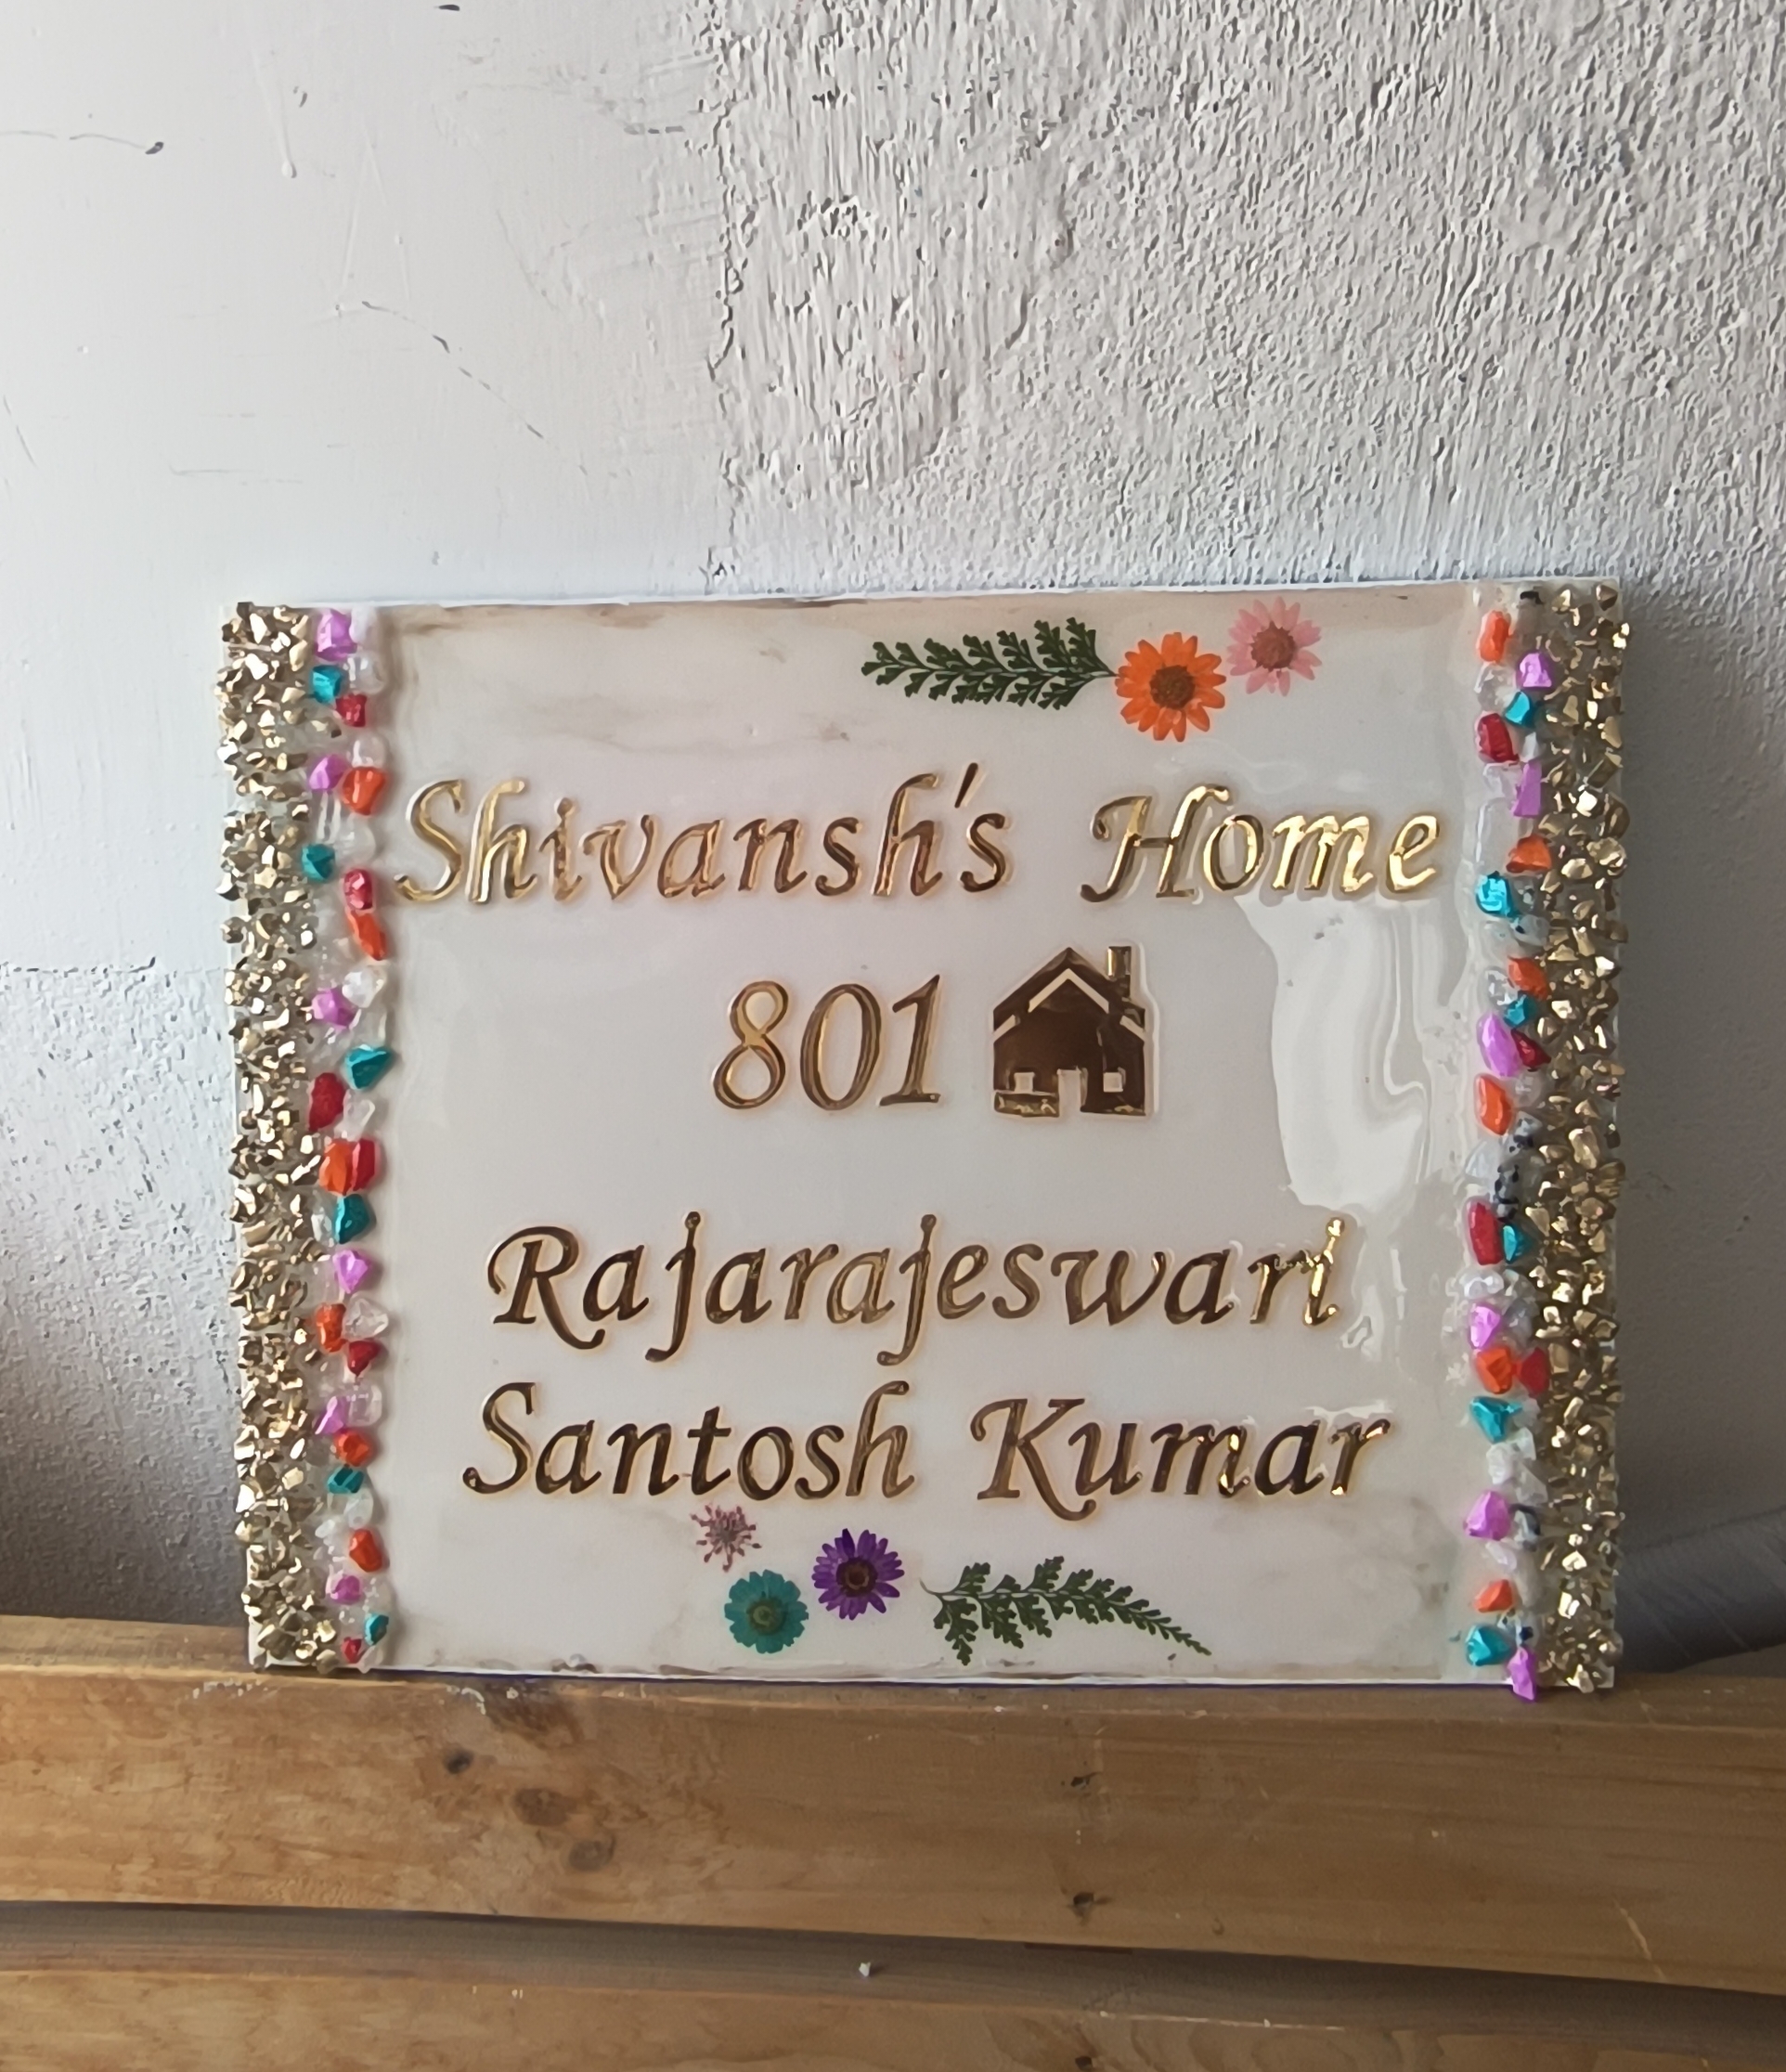 Shivansh's Home
801
Rajarajeswari
Santosh Kumar